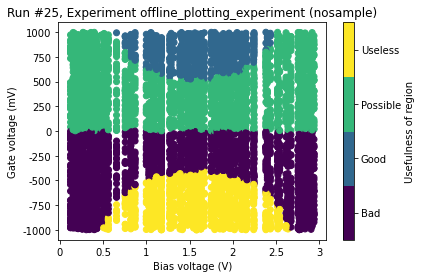 Run #25, Experiment offline_plotting_experiment (nosample)
1000
750
500
250
0
-250
-500
-750
-1000
Gate voltage (mV)
0
0.5
1
1.5
2
2.5
3
Bias voltage (V)
Useless
Possible
Good
Bad
Usefulness of region